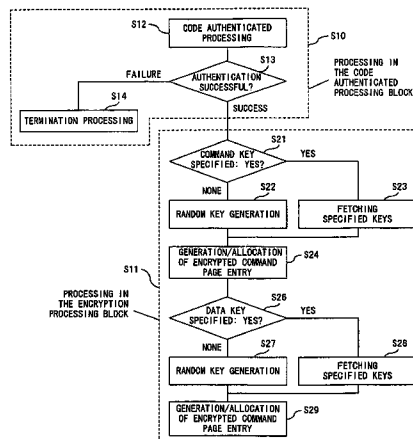 S12
CODE AUTHENTICATED
PROCESSING
S10
S13
FAILURE
AUTHENTICATION
SUCCESSFUL?
PROCESSING IN
THE CODE
AUTHENTICATED
PROCESSING BLOCK
S14
TERMINATION PROCESSING
SUCCESS
S21
COMMAND KEY
SPECIFIED: YES?
YES
NONE
S22
S23
RANDOM KEY GENERATION
FETCHING
SPECIFIED KEYS
GENERATION/ALLOCATION
OF ENCRYPTED COMMAND
PAGE ENTRY
S24
S11
PROCESSING IN
THE ENCRYPTION
PROCESSING BLOCK
S26
DATA KEY
SPECIFIED: YES?
YES
NONE
S27
S28
RANDOM KEY GENERATION
FETCHING
SPECIFIED KEYS
GENERATION/ALLOCATION
OF ENCRYPTED COMMAND
PAGE ENTRY
S29